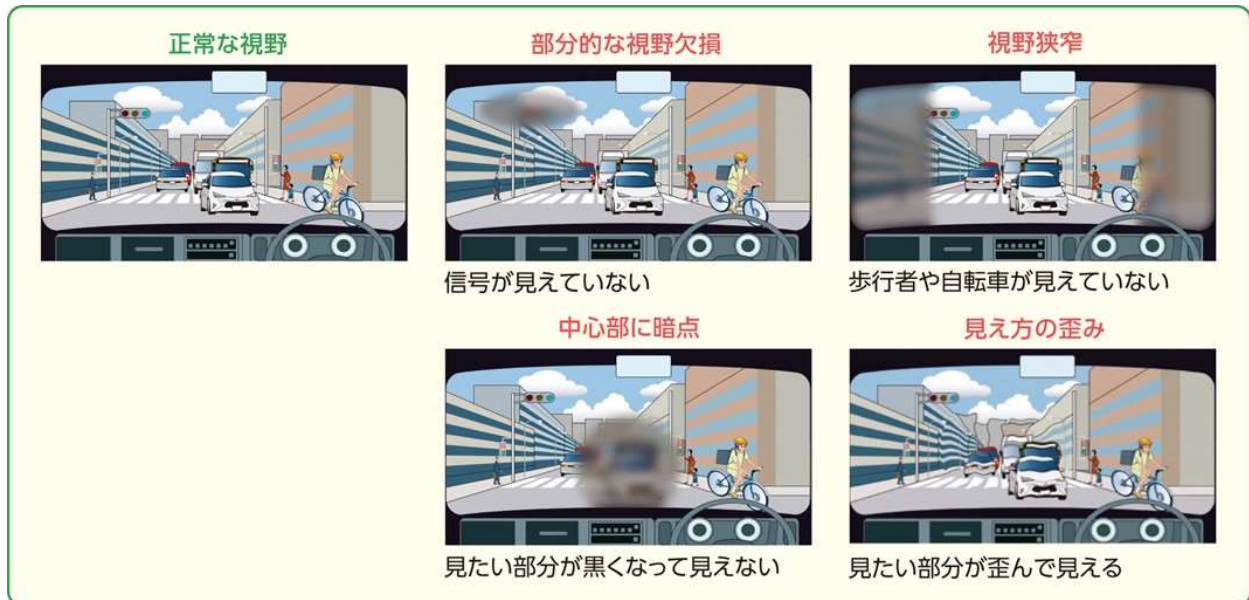 正常な視野
部分的な視野欠損
視野狭窄
信号が見えていない
歩行者や自転車が見えていない
中心部に暗点
見え方の歪み
見たい部分が黒くなって見えない
見たい部分が歪んで見える